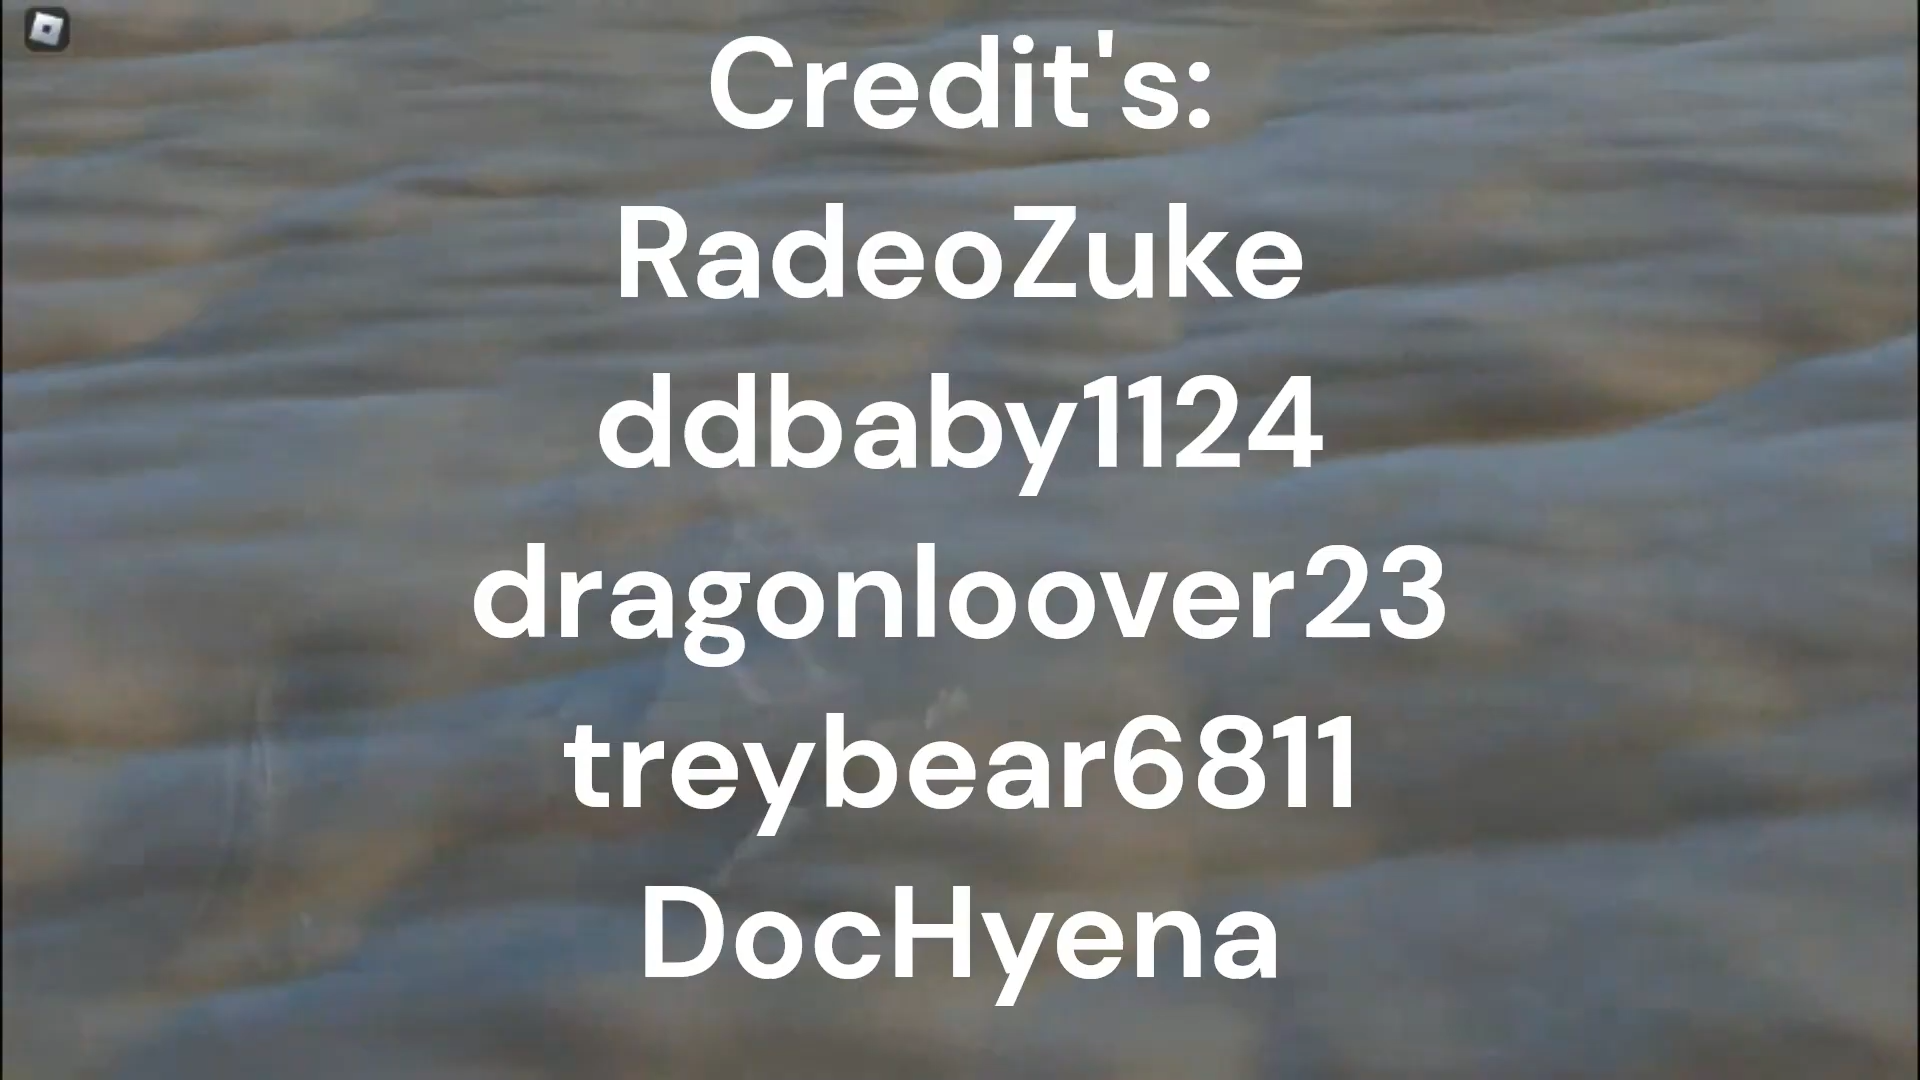 Credit's:
RadeoZuke
ddbaby1124
dragonloover23
treybear6811
DocHyena